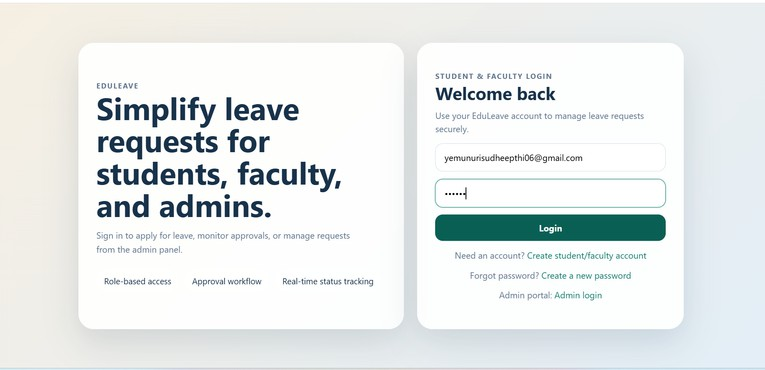 EDULEAVE
Simplify leave
requests for
students, faculty,
and admins.
Sign in to apply for leave, monitor approvals, or manage requests
from the admin panel.
Role-based access
Approval workflow
Real-time status tracking
STUDENT & FACULTY LOGIN
Welcome back
Use your EduLeave account to manage leave requests
securely.
yemunurisudheepthi06@gmail.com
••••••
Login
Need an account? Create student/faculty account
Forgot password? Create a new password
Admin portal: Admin login